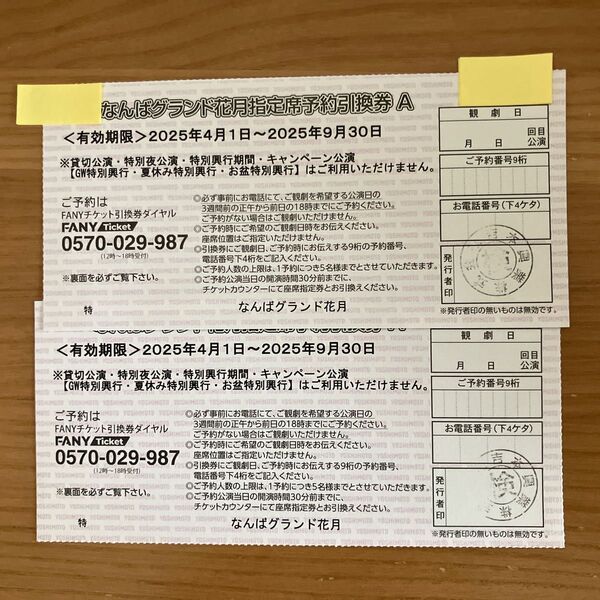 なんばグランド花月指定席予約引換券 A
＜有効期限＞2025年4月1日～2025年9月30日
※貸切公演・特別夜公演・特別興行期間・キャンペーン公演
【GW特別興行・夏休み特別興行・お盆特別興行】はご利用いただけません。
ご予約は
FANYチケット引換券ダイヤル
FANY Ticket
0570-029-987
(12時～18時受付)
※裏面を必ずご覧下さい。
◎必ず事前にお電話にて、ご観劇を希望する公演日の
3週間前の正午から前日の18時までにご予約ください。
ご予約がない場合はご観劇いただけません。
◎ご予約時にご希望のご観劇日時をお伝えください。
座席位置はご指定いただけません。
◎引換券にご観劇日、ご予約時にお伝えする9桁の予約番号、
電話番号下4桁をご記入ください。
◎ご予約人数の上限は、1予約につき5名様までとさせていただきます。
◎ご予約公演当日の開演時間30分前までに、
チケットカウンターにて座席指定券とお引換えください。
特
なんばグランド花月
観劇日
月 日 回目公演
ご予約番号9桁
お電話番号(下4ケタ)
発行者印
※発行者印の無いものは無効です。
＜有効期限＞2025年4月1日～2025年9月30日
※貸切公演・特別夜公演・特別興行期間・キャンペーン公演
【GW特別興行・夏休み特別興行・お盆特別興行】はご利用いただけません。
ご予約は
FANYチケット引換券ダイヤル
FANY Ticket
0570-029-987
(12時～18時受付)
※裏面を必ずご覧下さい。
◎必ず事前にお電話にて、ご観劇を希望する公演日の
3週間前の正午から前日の18時までにご予約ください。
ご予約がない場合はご観劇いただけません。
◎ご予約時にご希望のご観劇日時をお伝えください。
座席位置はご指定いただけません。
◎引換券にご観劇日、ご予約時にお伝えする9桁の予約番号、
電話番号下4桁をご記入ください。
◎ご予約人数の上限は、1予約につき5名様までとさせていただきます。
◎ご予約公演当日の開演時間30分前までに、
チケットカウンターにて座席指定券とお引換えください。
特
なんばグランド花月
観劇日
月 日 回目公演
ご予約番号9桁
お電話番号(下4ケタ)
発行者印
※発行者印の無いものは無効です。